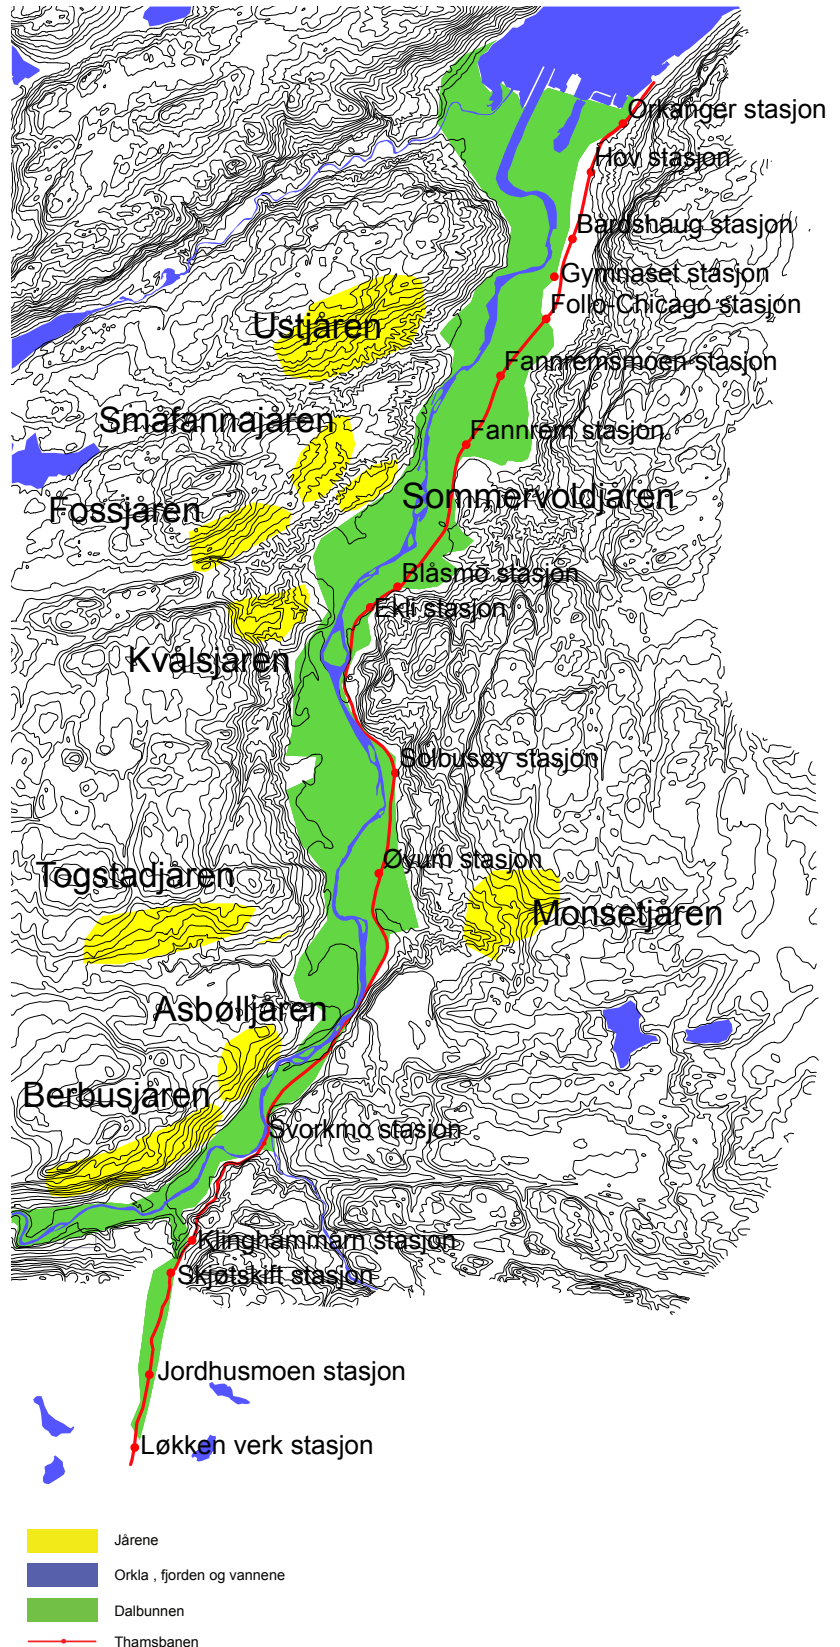 Orkanger stasjon
Hov stasjon
Bårdshaug stasjon
Gymnaset stasjon
Follo-Chicago stasjon
Ustjåren
Fannremsmoen stasjon
Småfannajåren
Fannrem stasjon
Sommervoldjåren
Fossjåren
Blåsmo stasjon
Ekli stasjon
Kvålsjåren
Solbusøy stasjon
Øyum stasjon
Togstadjåren
Monsetjåren
Asbølljåren
Berbusjåren
Svorkmo stasjon
Klinghåmmårn stasjon
Skjøtskift stasjon
Jordhusmoen stasjon
Løkken verk stasjon
Jårene
Orkla , fjorden og vannene
Dalbunnen
Thamsbanen